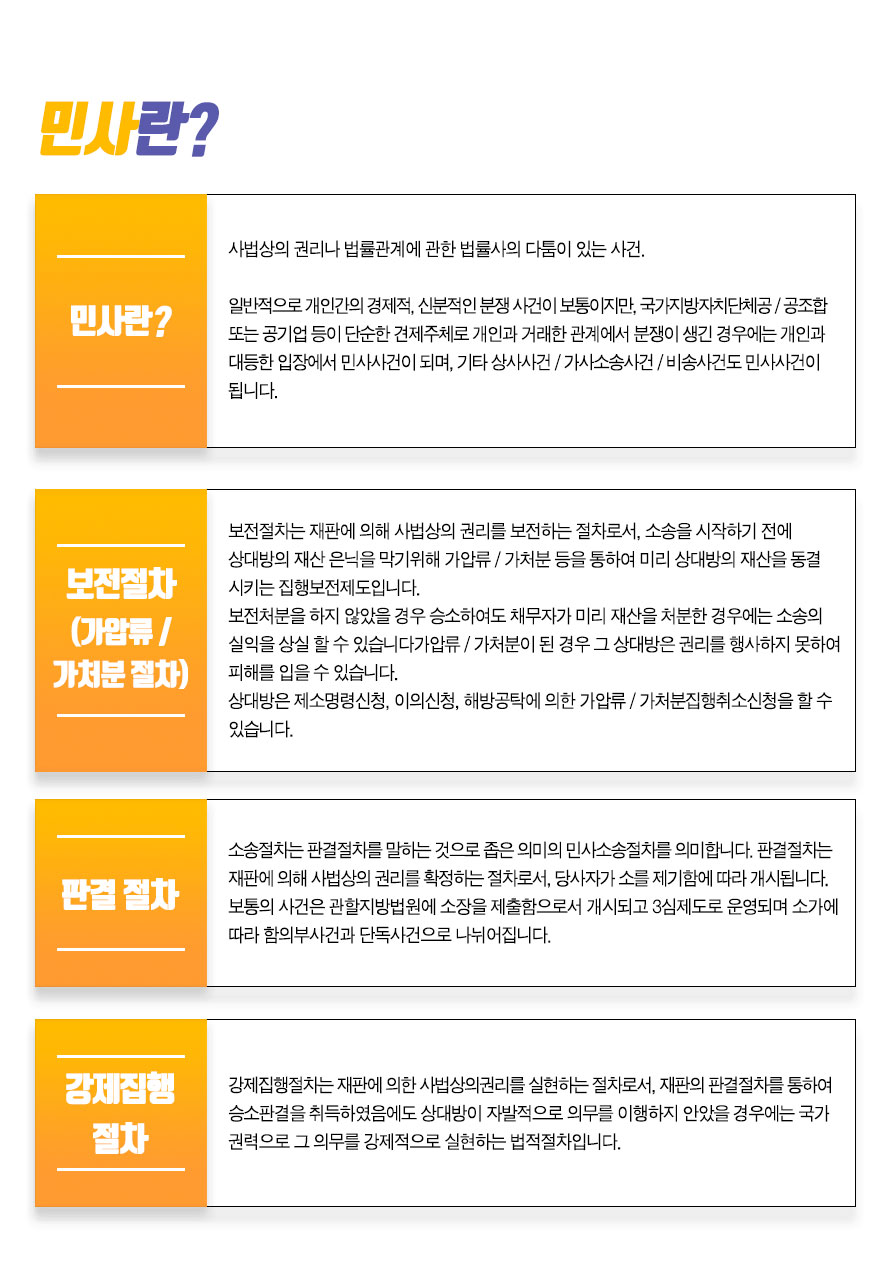 민사란?
민사란?
사법상의 권리나 법률관계에 관한 법률사의 다툼이 있는 사건.
일반적으로 개인간의 경제적, 신분적인 분쟁 사건이 보통이지만, 국가지방자치단체공 / 공조합
또는 공기업 등이 단순한 경제주체로 개인과 거래한 관계에서 분쟁이 생긴 경우에는 개인과
대등한 입장에서 민사사건이 되며, 기타 상사사건 / 가사소송사건 / 비송사건도 민사사건이
됩니다.
보전절차
(가압류 /
가처분 절차)
보전절차는 재판에 의해 사법상의 권리를 보전하는 절차로서, 소송을 시작하기 전에
상대방의 재산 은닉을 막기위해 가압류 / 가처분 등을 통하여 미리 상대방의 재산을 동결
시키는 집행보전제도입니다.
보전처분을 하지 않았을 경우 승소하여도 채무자가 미리 재산을 처분한 경우에는 소송의
실익을 상실 할 수 있습니다가압류 / 가처분이 된 경우 그 상대방은 권리를 행사하지 못하여
피해를 입을 수 있습니다.
상대방은 제소명령신청, 이의신청, 해방공탁에 의한 가압류 / 가처분집행취소신청을 할 수
있습니다.
판결 절차
소송절차는 판결절차를 말하는 것으로 좁은 의미의 민사소송절차를 의미합니다. 판결절차는
재판에 의해 사법상의 권리를 확정하는 절차로서, 당사자가 소를 제기함에 따라 개시됩니다.
보통의 사건은 관할지방법원에 소장을 제출함으로서 개시되고 3심제도로 운영되며 소가에
따라 합의부사건과 단독사건으로 나뉘어집니다.
강제집행
절차
강제집행절차는 재판에 의한 사법상의권리를 실현하는 절차로서, 재판의 판결절차를 통하여
승소판결을 취득하였음에도 상대방이 자발적으로 의무를 이행하지 안았을 경우에는 국가
권력으로 그 의무를 강제적으로 실현하는 법적절차입니다.